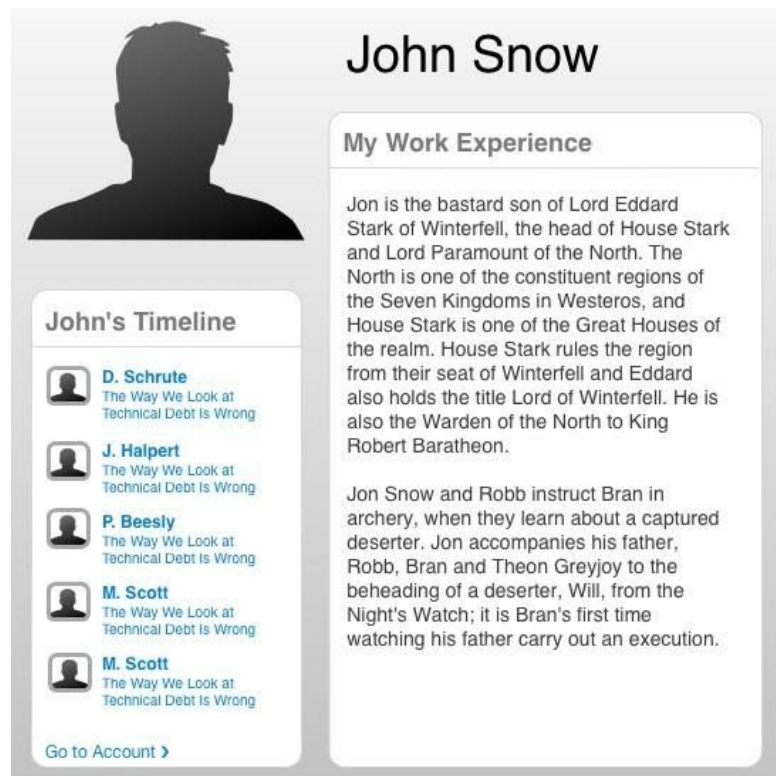 John Snow
My Work Experience
Jon is the bastard son of Lord Eddard
Stark of Winterfell, the head of House Stark
and Lord Paramount of the North. The
North is one of the constituent regions of
the Seven Kingdoms in Westeros, and
House Stark is one of the Great Houses of
the realm. House Stark rules the region
from their seat of Winterfell and Eddard
also holds the title Lord of Winterfell. He is
also the Warden of the North to King
Robert Baratheon.
Jon Snow and Robb instruct Bran in
archery, when they learn about a captured
deserter. Jon accompanies his father,
Robb, Bran and Theon Greyjoy to the
beheading of a deserter, Will, from the
Night's Watch; it is Bran's first time
watching his father carry out an execution.
John's Timeline
D. Schrute
The Way We Look at
Technical Debt Is Wrong
J. Halpert
The Way We Look at
Technical Debt Is Wrong
P. Beesly
The Way We Look at
Technical Debt Is Wrong
M. Scott
The Way We Look at
Technical Debt Is Wrong
M. Scott
The Way We Look at
Technical Debt Is Wrong
Go to Account ❯